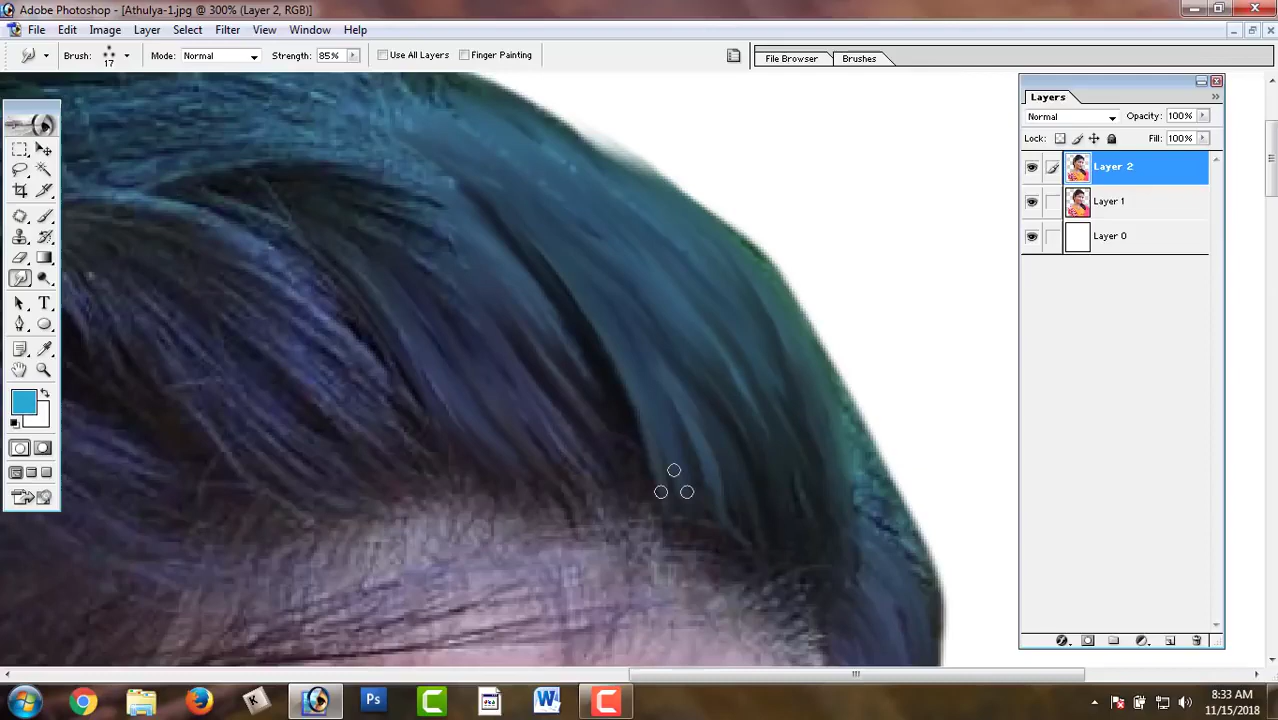 Adobe Photoshop - [Athulya-1.jpg @ 300% (Layer 2, RGB)]
File Edit Image Layer Select Filter View Window Help
Brush: 17 Mode: Normal Strength: 85% Use All Layers Finger Painting File Browser Brushes
Layers
Normal Opacity: 100%
Lock: Fill: 100%
Layer 2
Layer 1
Layer 0
T
K Ps C W C
8:33 AM
11/15/2018